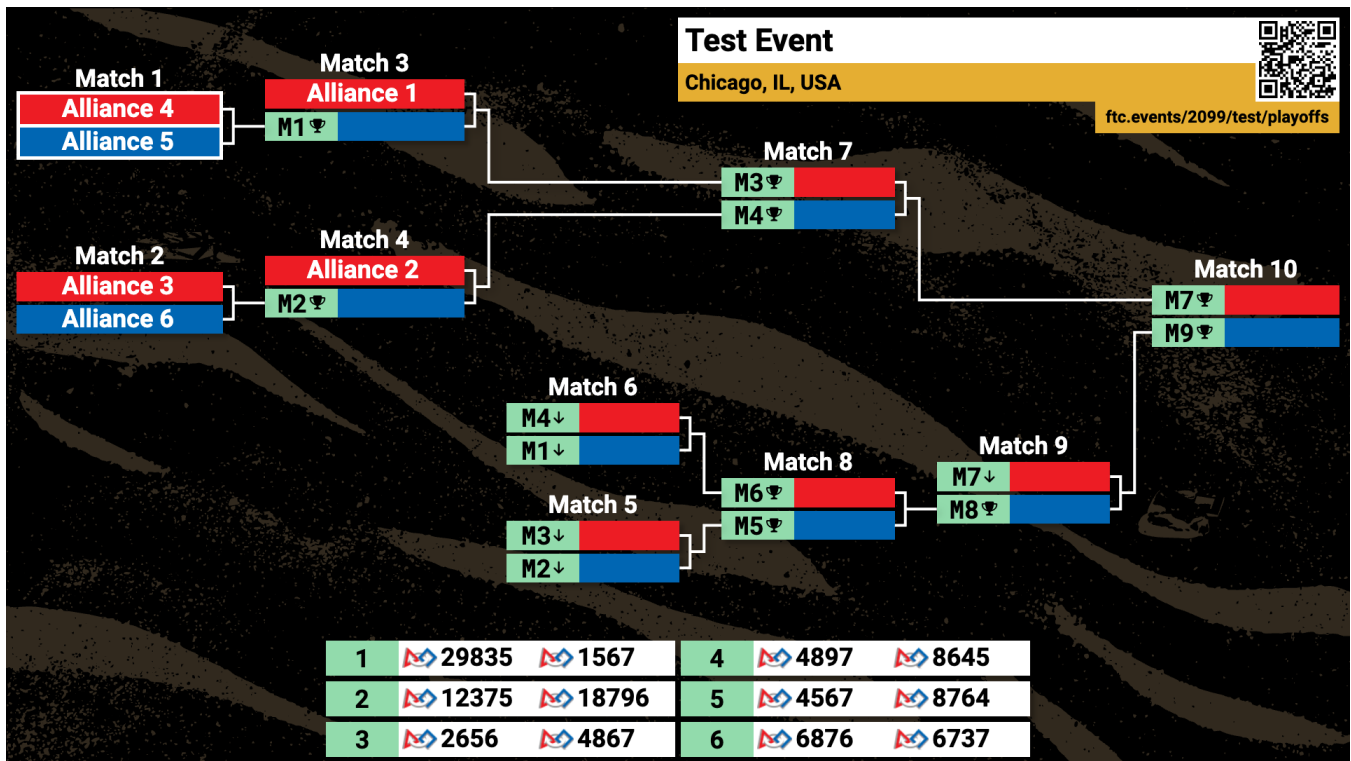 Test Event
Chicago, IL, USA
ftc.events/2099/test/playoffs
Match 1
Alliance 4
Alliance 5
Match 3
Alliance 1
M1
Match 2
Alliance 3
Alliance 6
Match 4
Alliance 2
M2
Match 7
M3
M4
Match 10
M7
M9
Match 6
M4↓
M1↓
Match 5
M3↓
M2↓
Match 8
M6
M5
Match 9
M7↓
M8
1 29835 1567
2 12375 18796
3 2656 4867
4 4897 8645
5 4567 8764
6 6876 6737